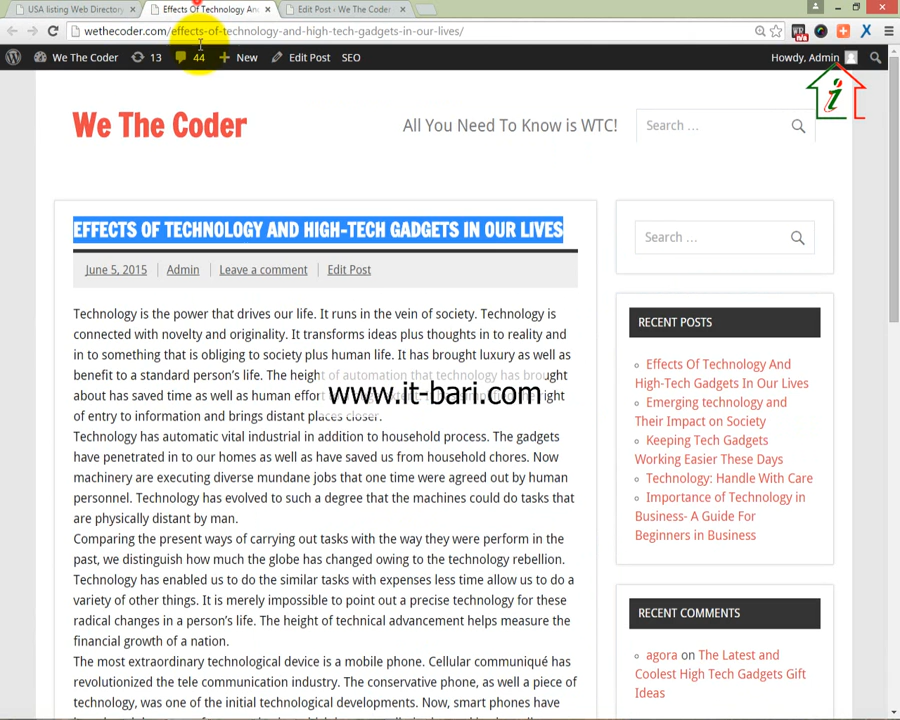 USA listing Web Directory
Effects Of Technology An
Edit Post ‹ We The Coder
wethecoder.com/effects-of-technology-and-high-tech-gadgets-in-our-lives/
We The Coder
13
44
New
Edit Post
SEO
Howdy, Admin
i
We The Coder
All You Need To Know is WTC!
Search ...
EFFECTS OF TECHNOLOGY AND HIGH-TECH GADGETS IN OUR LIVES
June 5, 2015
Admin
Leave a comment
Edit Post
Technology is the power that drives our life. It runs in the vein of society. Technology is
connected with novelty and originality. It transforms ideas plus thoughts in to reality and
in to something that is obliging to society plus human life. It has brought luxury as well as
benefit to a standard person's life. The height of automation that technology has brought
about has saved time as well as human effort
right
of entry to information and brings distant places closer.
www.it-bari.com
Technology has automatic vital industrial in addition to household process. The gadgets
have penetrated in to our homes as well as have saved us from household chores. Now
machinery are executing diverse mundane jobs that one time were agreed out by human
personnel. Technology has evolved to such a degree that the machines could do tasks that
are physically distant by man.
Comparing the present ways of carrying out tasks with the way they were perform in the
past, we distinguish how much the globe has changed owing to the technology rebellion.
Technology has enabled us to do the similar tasks with expenses less time allow us to do a
variety of other things. It is merely impossible to point out a precise technology for these
radical changes in a person's life. The height of technical advancement helps measure the
financial growth of a nation.
The most extraordinary technological device is a mobile phone. Cellular communiqué has
revolutionized the tele communication industry. The conservative phone, as well a piece of
technology, was one of the initial technological developments. Now, smart phones have
Search ...
RECENT POSTS
Effects Of Technology And
High-Tech Gadgets In Our Lives
Emerging technology and
Their Impact on Society
Keeping Tech Gadgets
Working Easier These Days
Technology: Handle With Care
Importance of Technology in
Business- A Guide For
Beginners in Business
RECENT COMMENTS
agora on The Latest and
Coolest High Tech Gadgets Gift
Ideas